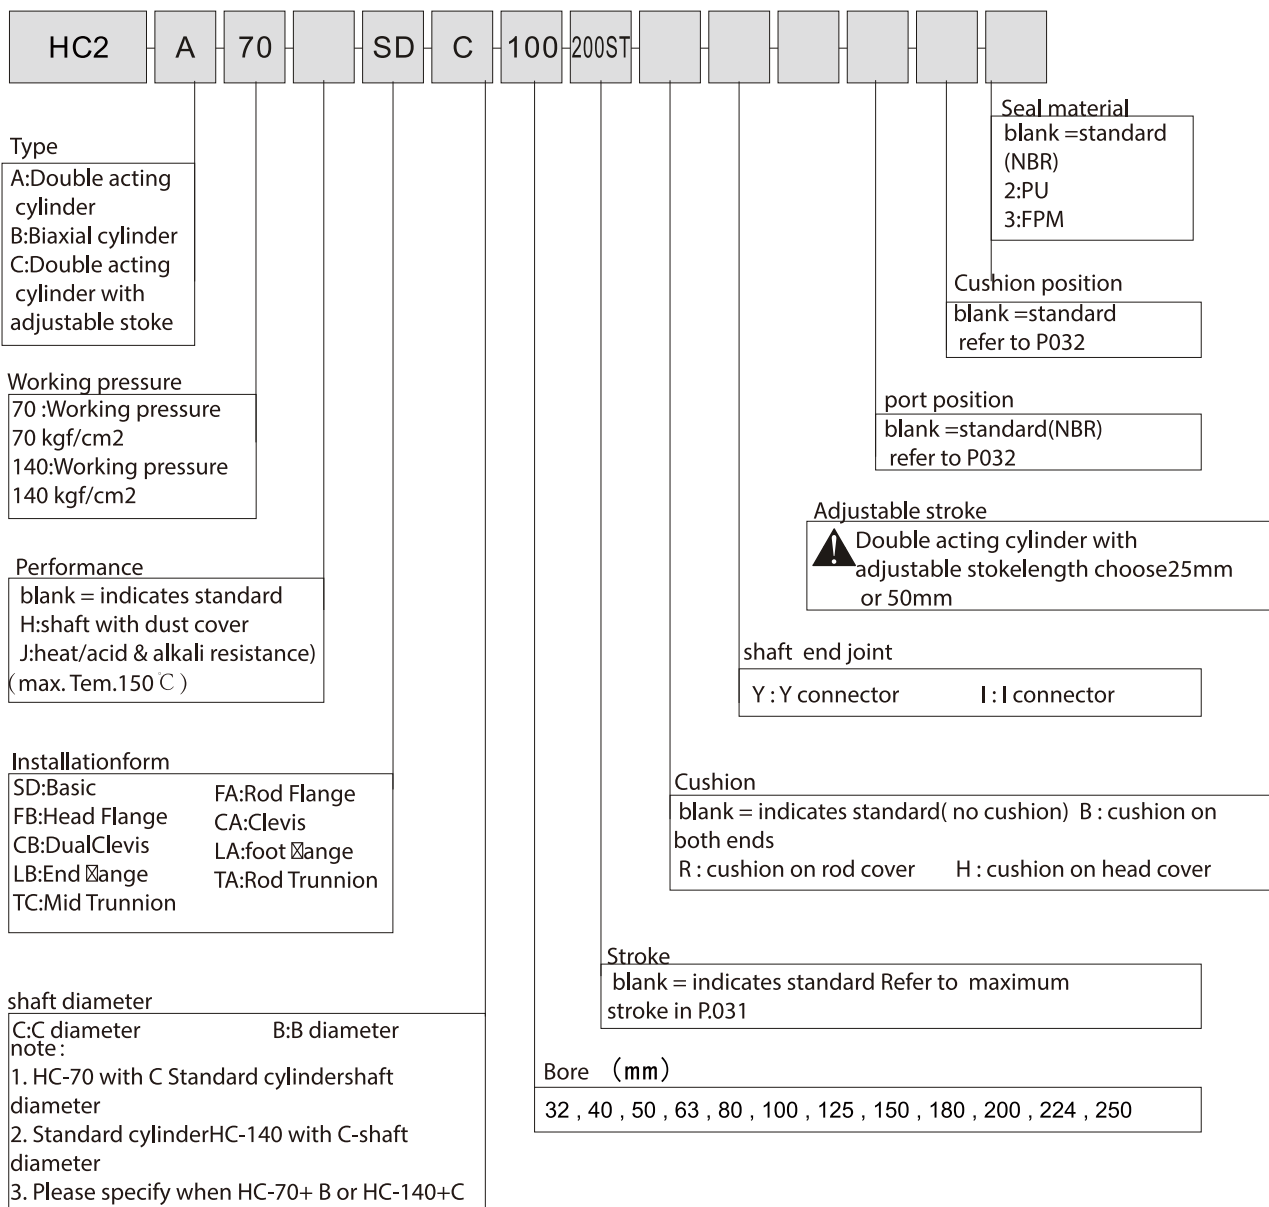 HC2 A 70 SD C 100 200ST
Type
A:Double acting
cylinder
B:Biaxial cylinder
C:Double acting
cylinder with
adjustable stoke
Working pressure
70 :Working pressure
70 kgf/cm2
140:Working pressure
140 kgf/cm2
Performance
blank = indicates standard
H:shaft with dust cover
J:heat/acid & alkali resistance)
(max. Tem.150℃)
Installationform
SD:Basic FA:Rod Flange
FB:Head Flange CA:Clevis
CB:DualClevis LA:foot ☒ange
LB:End ☒ange TA:Rod Trunnion
TC:Mid Trunnion
shaft diameter
C:C diameter B:B diameter
note:
1. HC-70 with C Standard cylindershaft
diameter
2. Standard cylinderHC-140 with C-shaft
diameter
3. Please specify when HC-70+ B or HC-140+C
Seal material
blank =standard
(NBR)
2:PU
3:FPM
Cushion position
blank =standard
refer to P032
port position
blank =standard(NBR)
refer to P032
Adjustable stroke
Double acting cylinder with
adjustable stokelength choose25mm
or 50mm
shaft end joint
Y : Y connector I : I connector
Cushion
blank = indicates standard( no cushion) B : cushion on
both ends
R : cushion on rod cover H : cushion on head cover
Stroke
blank = indicates standard Refer to maximum
stroke in P.031
Bore (mm)
32 , 40 , 50 , 63 , 80 , 100 , 125 , 150 , 180 , 200 , 224 , 250